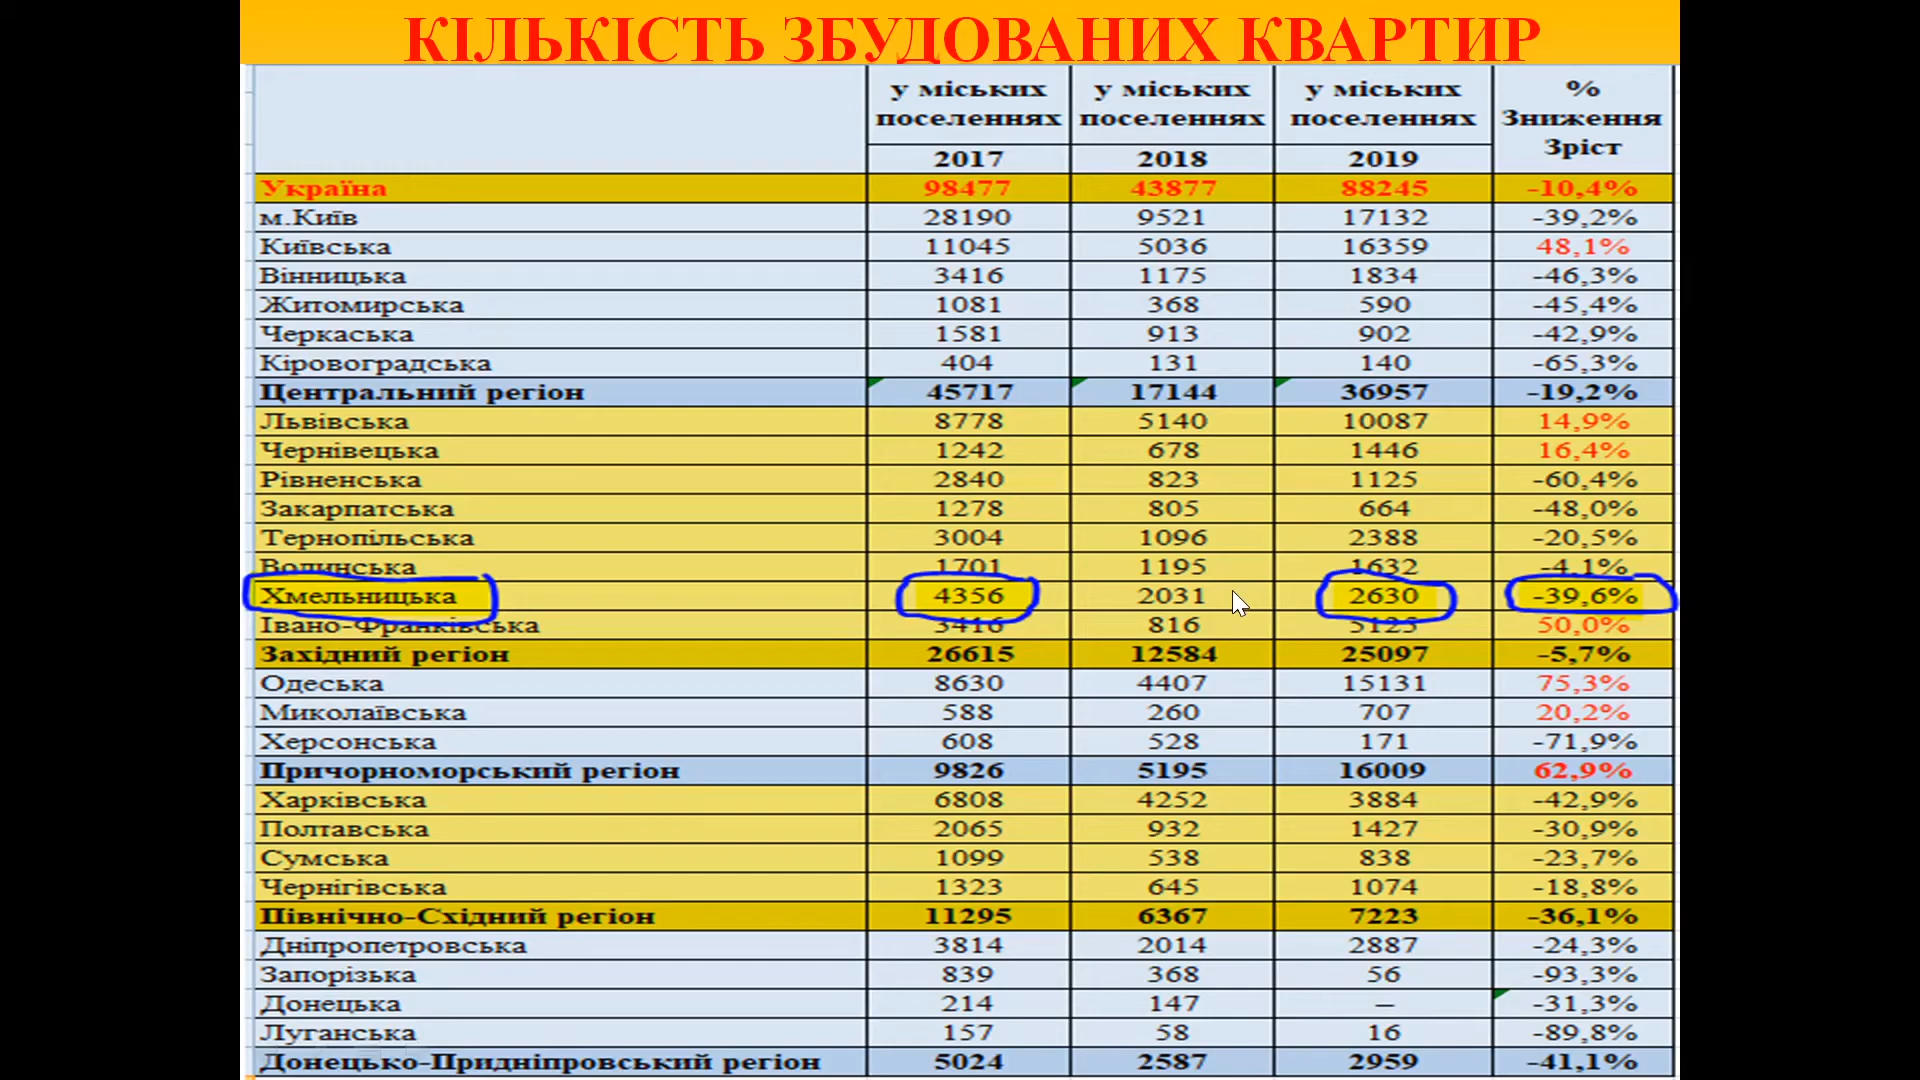 КІЛЬКІСТЬ ЗБУДОВАНИХ КВАРТИР
у міських поселеннях у міських поселеннях у міських поселеннях % Зниження Зріст
2017 2018 2019
Україна 98477 43877 88245 -10,4%
м.Київ 28190 9521 17132 -39,2%
Київська 11045 5036 16359 48,1%
Вінницька 3416 1175 1834 -46,3%
Житомирська 1081 368 590 -45,4%
Черкаська 1581 913 902 -42,9%
Кіровоградська 404 131 140 -65,3%
Центральний регіон 45717 17144 36957 -19,2%
Львівська 8778 5140 10087 14,9%
Чернівецька 1242 678 1446 16,4%
Рівненська 2840 823 1125 -60,4%
Закарпатська 1278 805 664 -48,0%
Тернопільська 3004 1096 2388 -20,5%
Волинська 1701 1195 1632 -4,1%
Хмельницька 4356 2031 2630 -39,6%
Івано-Франківська 3416 816 5125 50,0%
Західний регіон 26615 12584 25097 -5,7%
Одеська 8630 4407 15131 75,3%
Миколаївська 588 260 707 20,2%
Херсонська 608 528 171 -71,9%
Причорноморський регіон 9826 5195 16009 62,9%
Харківська 6808 4252 3884 -42,9%
Полтавська 2065 932 1427 -30,9%
Сумська 1099 538 838 -23,7%
Чернігівська 1323 645 1074 -18,8%
Північно-Східний регіон 11295 6367 7223 -36,1%
Дніпропетровська 3814 2014 2887 -24,3%
Запорізька 839 368 56 -93,3%
Донецька 214 147 – -31,3%
Луганська 157 58 16 -89,8%
Донецько-Придніпровський регіон 5024 2587 2959 -41,1%